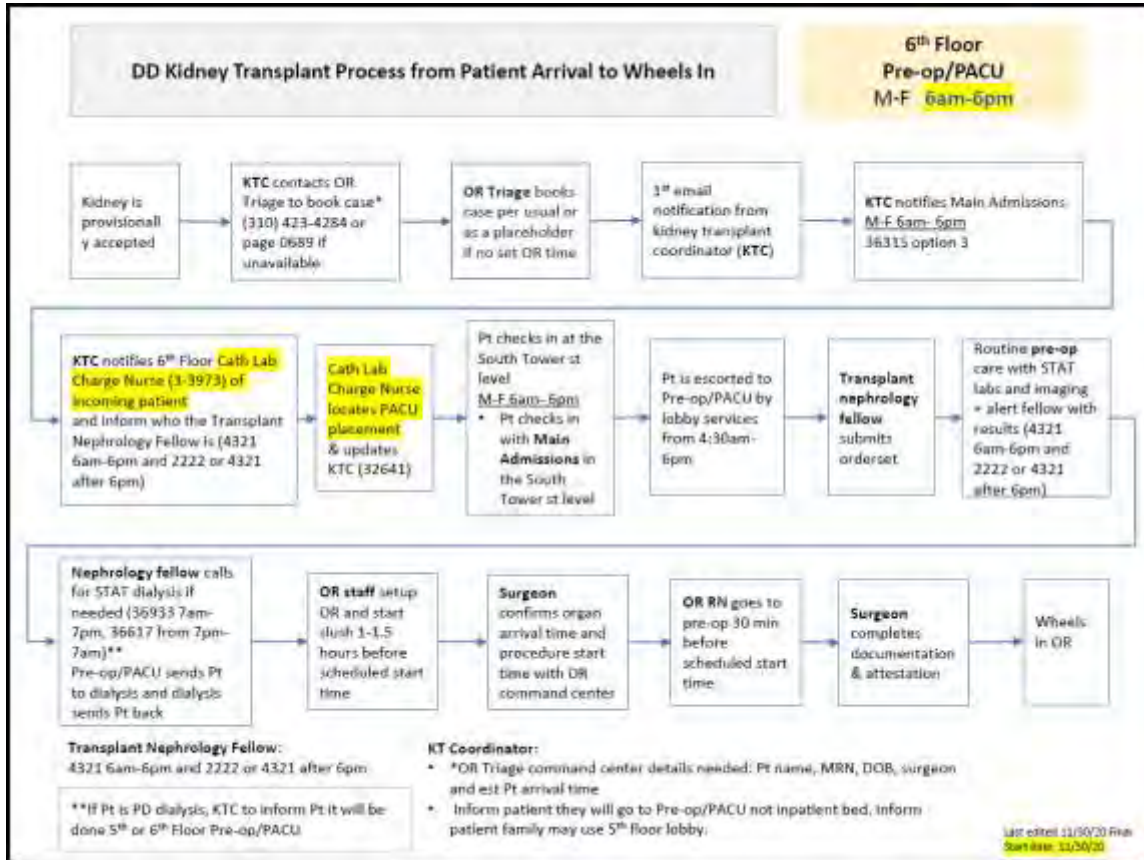 DD Kidney Transplant Process from Patient Arrival to Wheels In
6th Floor
Pre-op/PACU
M-F 6am-6pm
Kidney is
provisionall
y accepted
KTC contacts OR
Triage to book case*
(310) 423-4284 or
page 0689 if
unavailable
OR Triage books
case per usual or
as a placeholder
if no set OR time
1st email
notification from
kidney transplant
coordinator (KTC)
KTC notifies Main Admissions
M-F 6am- 6pm
36315 option 3
KTC notifies 6th Floor Cath Lab
Charge Nurse (3-3973) of
incoming patient
and inform who the Transplant
Nephrology Fellow is (4321
6am-6pm and 2222 or 4321
after 6pm)
Cath Lab
Charge Nurse
locates PACU
placement
& updates
KTC (32641)
Pt checks in at the
South Tower st
level
M-F 6am- 6pm
• Pt checks in
with Main
Admissions in
the South
Tower st level
Pt is escorted to
Pre-op/PACU by
lobby services
from 4:30am-
6pm
Transplant
nephrology
fellow
submits
orderset
Routine pre-op
care with STAT
labs and imaging
+ alert fellow with
results (4321
6am-6pm and
2222 or 4321
after 6pm)
Nephrology fellow calls
for STAT dialysis if
needed (36933 7am-
7pm, 36617 from 7pm-
7am)**
Pre-op/PACU sends Pt
to dialysis and dialysis
sends Pt back
OR staff setup
OR and start
slush 1-1.5
hours before
scheduled start
time
Surgeon
confirms organ
arrival time and
procedure start
time with OR
command center
OR RN goes to
pre-op 30 min
before
scheduled start
time
Surgeon
completes
documentation
& attestation
Wheels
in OR
Transplant Nephrology Fellow:
4321 6am-6pm and 2222 or 4321 after 6pm
**If Pt is PD dialysis, KTC to inform Pt it will be
done 5th or 6th Floor Pre-op/PACU
KT Coordinator:
• *OR Triage command center details needed: Pt name, MRN, DOB, surgeon
and est Pt arrival time
• Inform patient they will go to Pre-op/PACU not inpatient bed. Inform
patient family may use 5th floor lobby.
Last edited 11/30/20 Final
Start date: 11/30/20